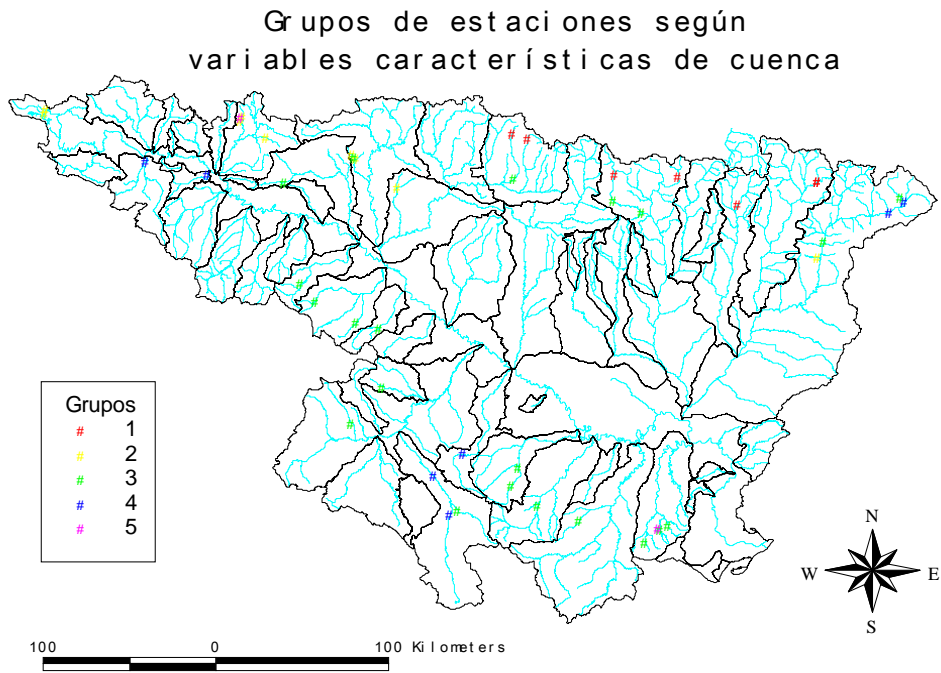 Grupos de estaciones según
variables características de cuenca
Grupos
# 1
# 2
# 3
# 4
# 5
N
W E
S
100 0 100 Kilometers